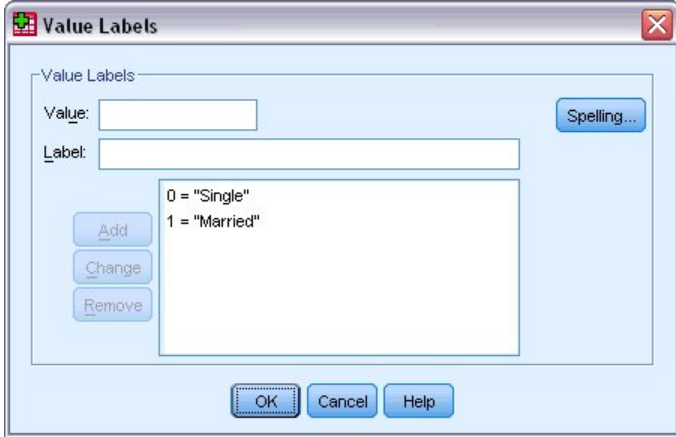 Value Labels
Value Labels
Value:
Spelling...
Label:
0 = "Single"
1 = "Married"
Add
Change
Remove
OK Cancel Help